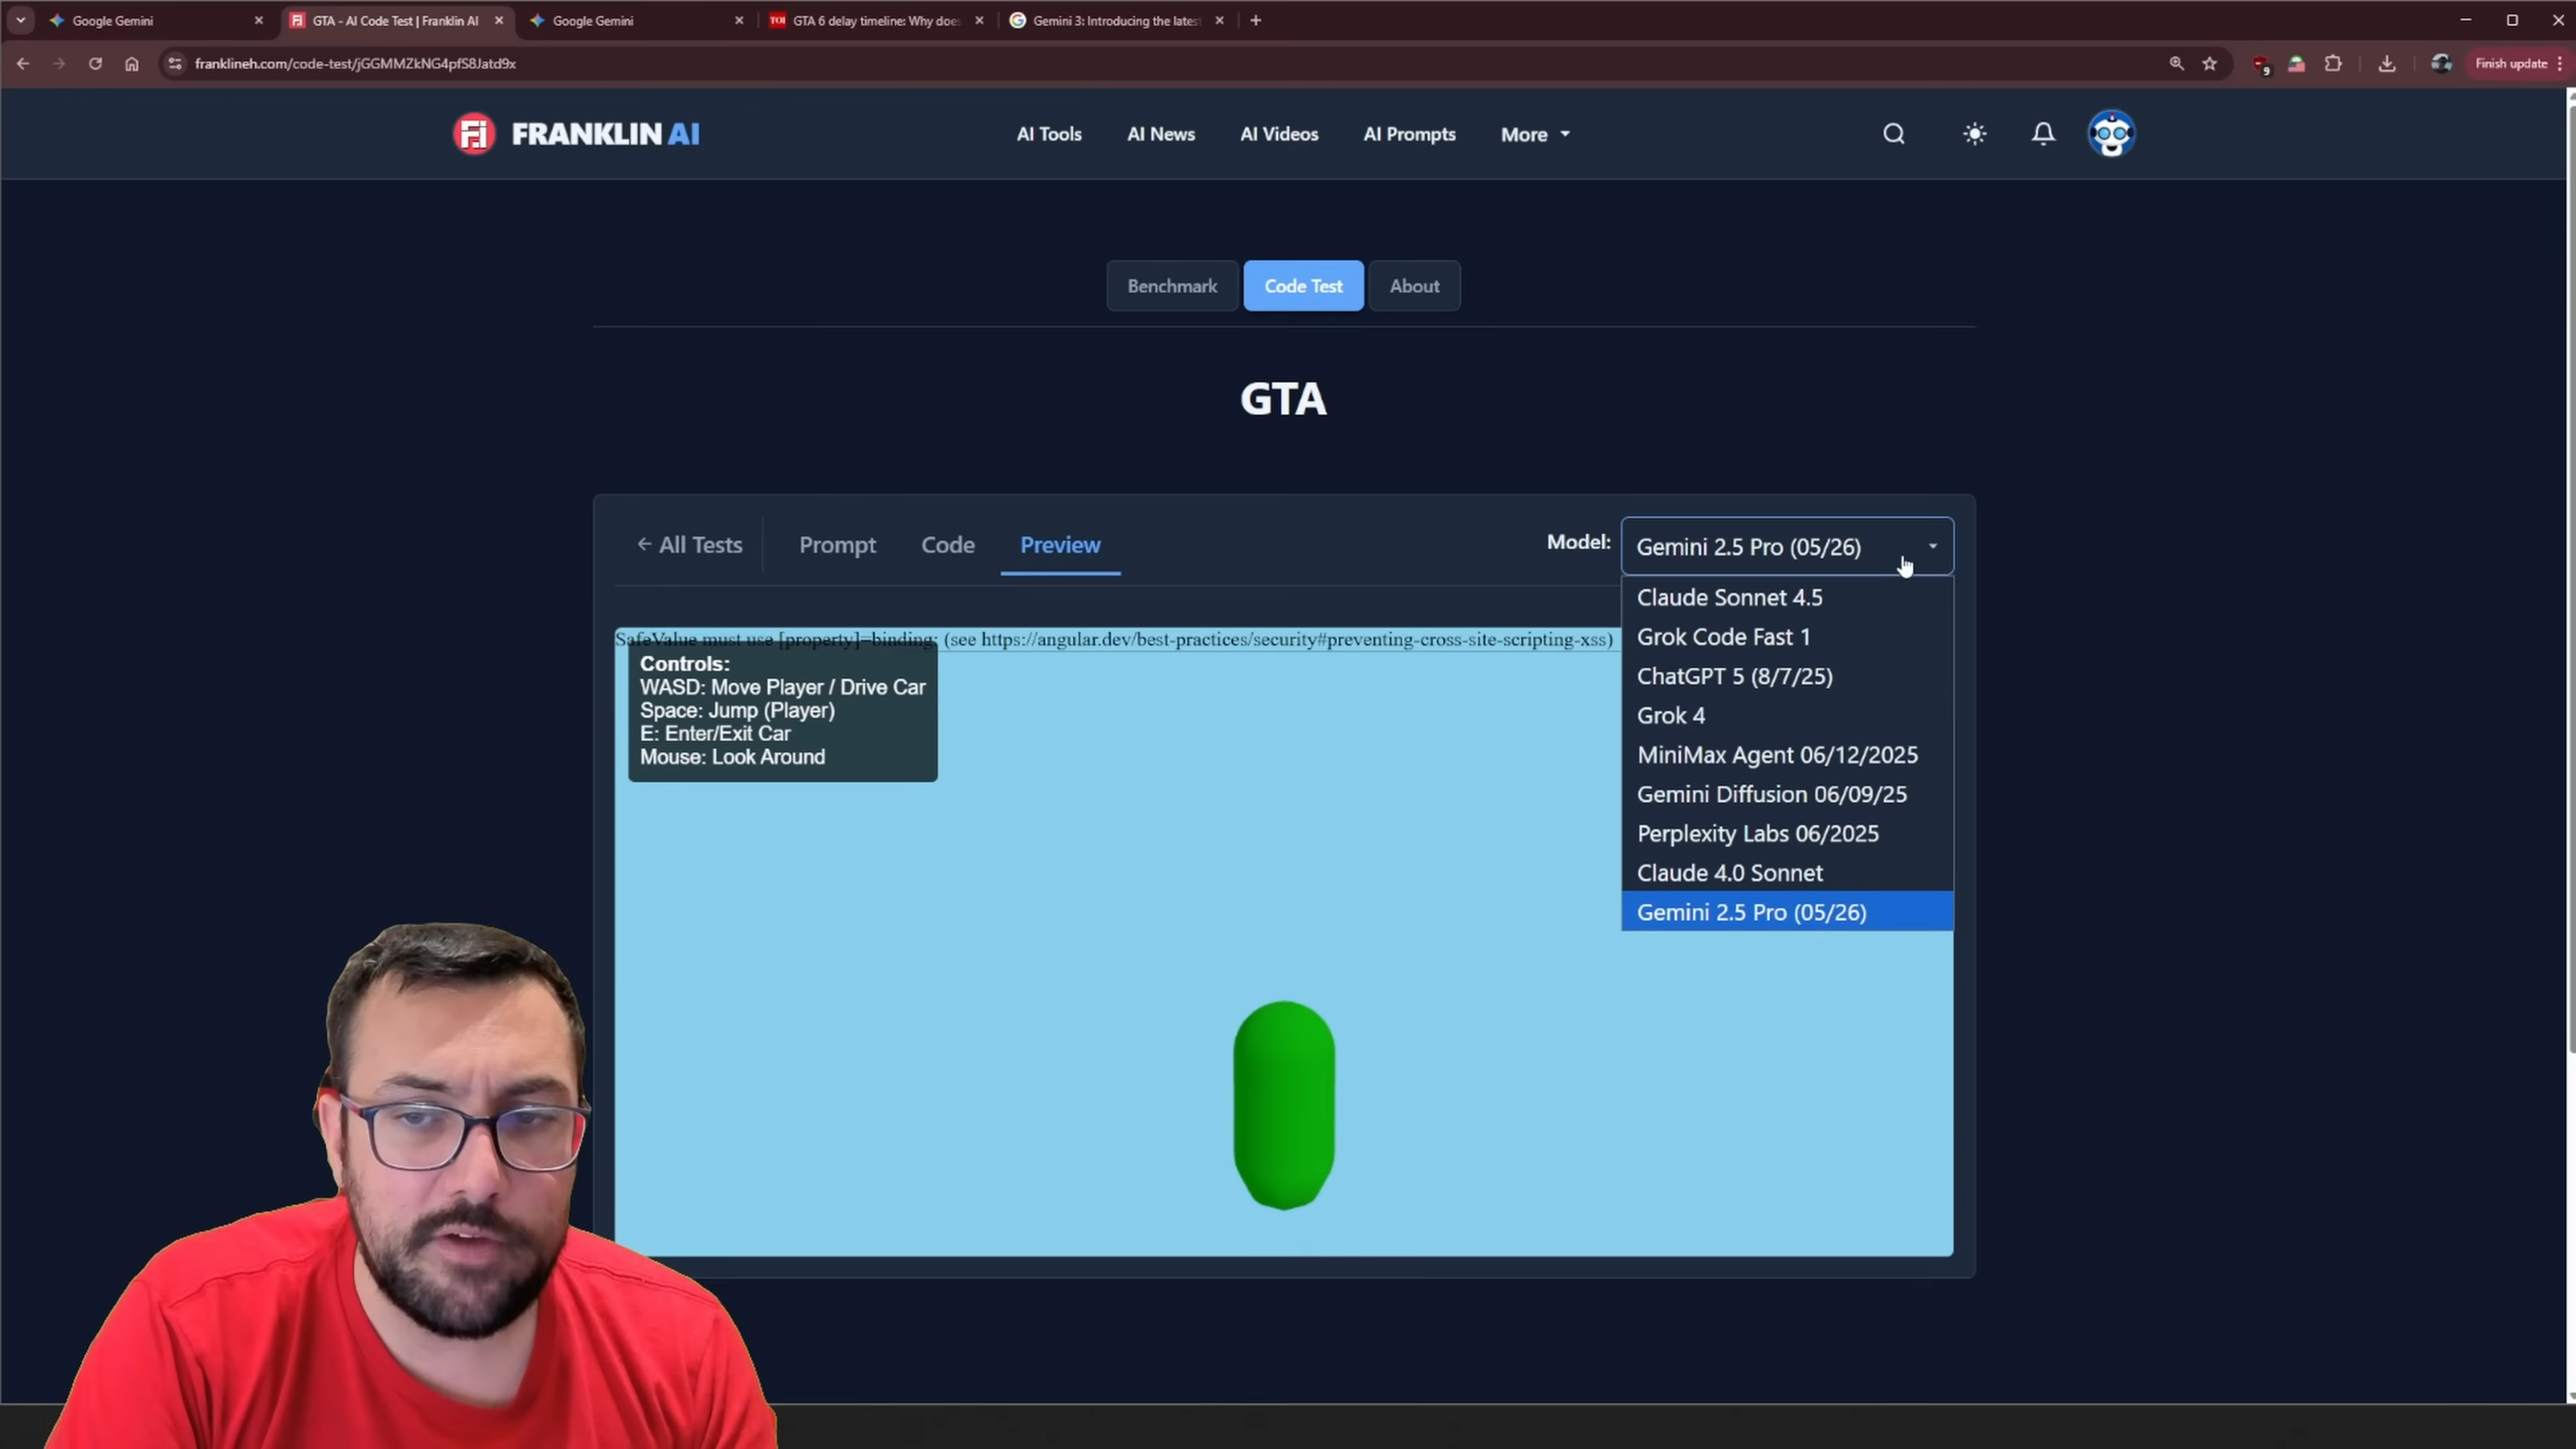 Google Gemini
GTA - AI Code Test | Franklin AI
Google Gemini
TOI
GTA 6 delay timeline: Why doe
Gemini 3: Introducing the lates
franklineh.com/code-test/jGGMMZkNG4pfS8Jatd9x
9
Finish update
Fi
FRANKLIN AI
AI Tools
AI News
AI Videos
AI Prompts
More
Benchmark
Code Test
About
GTA
← All Tests
Prompt
Code
Preview
Model:
Gemini 2.5 Pro (05/26)
Claude Sonnet 4.5
Grok Code Fast 1
ChatGPT 5 (8/7/25)
Grok 4
MiniMax Agent 06/12/2025
Gemini Diffusion 06/09/25
Perplexity Labs 06/2025
Claude 4.0 Sonnet
Gemini 2.5 Pro (05/26)
SafeValue must use [property]=binding: (see https://angular.dev/best-practices/security#preventing-cross-site-scripting-xss)
Controls:
WASD: Move Player / Drive Car
Space: Jump (Player)
E: Enter/Exit Car
Mouse: Look Around